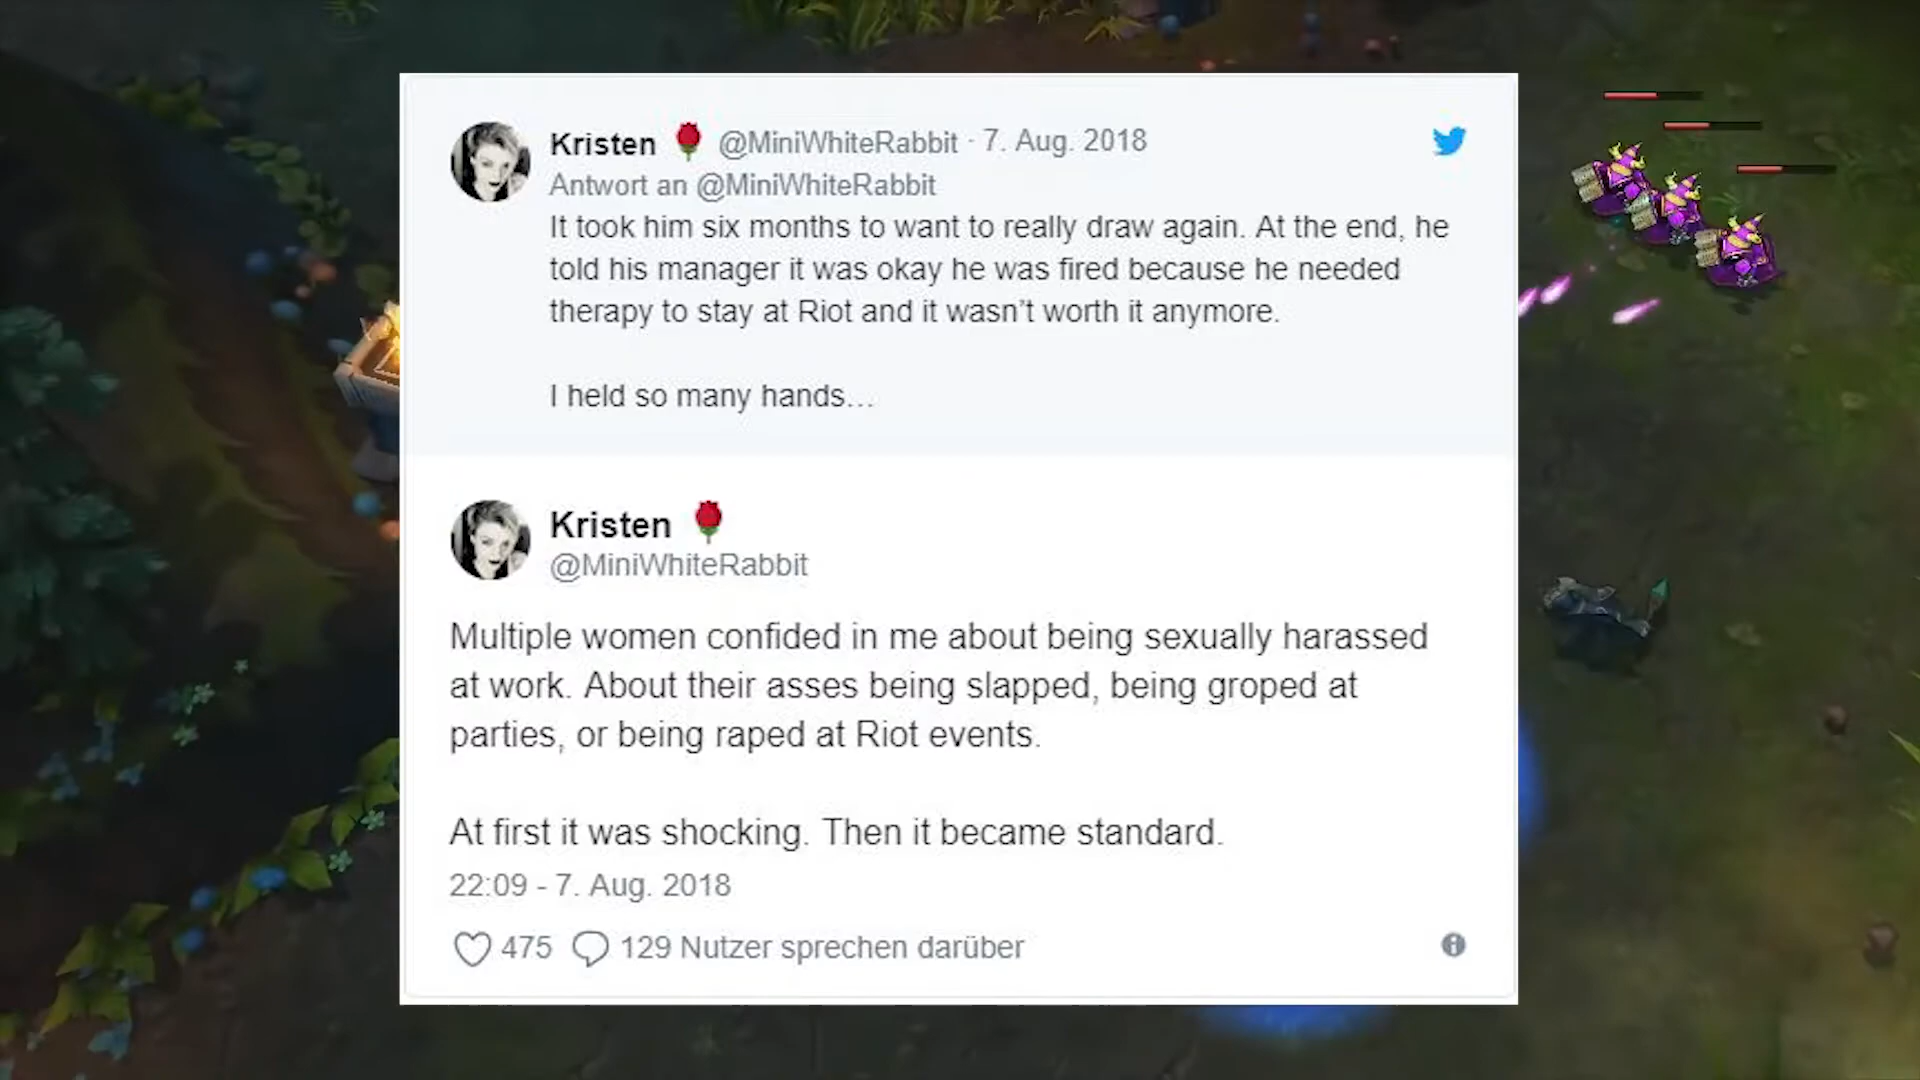 Kristen 🌹 @MiniWhiteRabbit · 7. Aug. 2018
Antwort an @MiniWhiteRabbit
It took him six months to want to really draw again. At the end, he
told his manager it was okay he was fired because he needed
therapy to stay at Riot and it wasn't worth it anymore.
I held so many hands…
Kristen 🌹
@MiniWhiteRabbit
Multiple women confided in me about being sexually harassed
at work. About their asses being slapped, being groped at
parties, or being raped at Riot events.
At first it was shocking. Then it became standard.
22:09 - 7. Aug. 2018
475 129 Nutzer sprechen darüber